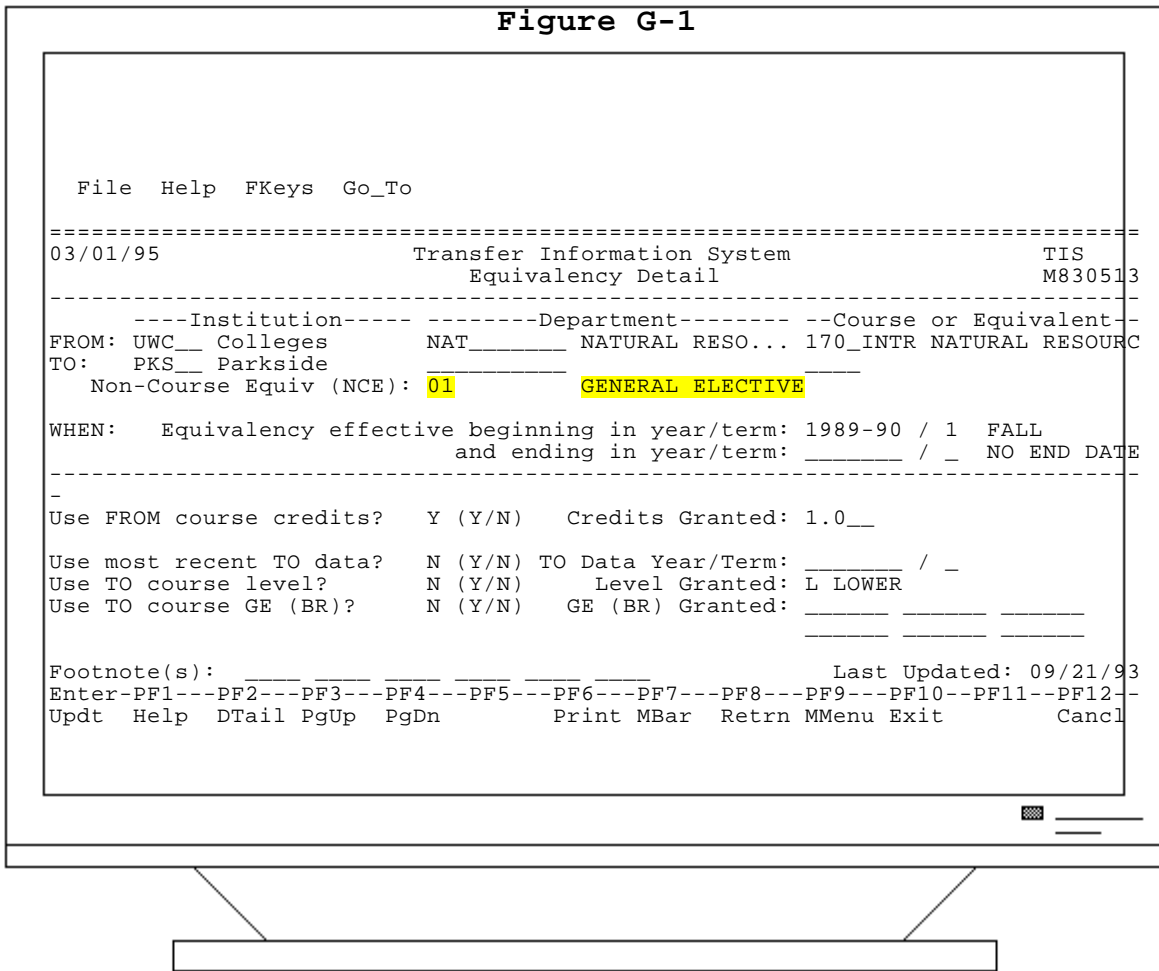 Figure G-1
File  Help  FKeys  Go_To
==============================================================================
03/01/95                  Transfer Information System                  TIS
                              Equivalency Detail                       M830513
------------------------------------------------------------------------------
      ----Institution----- --------Department-------- --Course or Equivalent--
FROM: UWC__ Colleges       NAT_______ NATURAL RESO... 170_INTR NATURAL RESOURC
TO:   PKS__ Parkside       __________                 ____
   Non-Course Equiv (NCE): 01         GENERAL ELECTIVE
WHEN:   Equivalency effective beginning in year/term: 1989-90 / 1  FALL
                             and ending in year/term: _______ / _  NO END DATE
------------------------------------------------------------------------------
-
Use FROM course credits?   Y (Y/N)   Credits Granted: 1.0__
Use most recent TO data?   N (Y/N) TO Data Year/Term: _______ / _
Use TO course level?       N (Y/N)     Level Granted: L LOWER
Use TO course GE (BR)?     N (Y/N)   GE (BR) Granted: ______ ______ ______
                                                      ______ ______ ______
Footnote(s):  ____ ____ ____ ____ ____ ____             Last Updated: 09/21/93
Enter-PF1---PF2---PF3---PF4---PF5---PF6---PF7---PF8---PF9---PF10--PF11--PF12--
Updt  Help  DTail PgUp  PgDn        Print MBar  Retrn MMenu Exit        Cancl